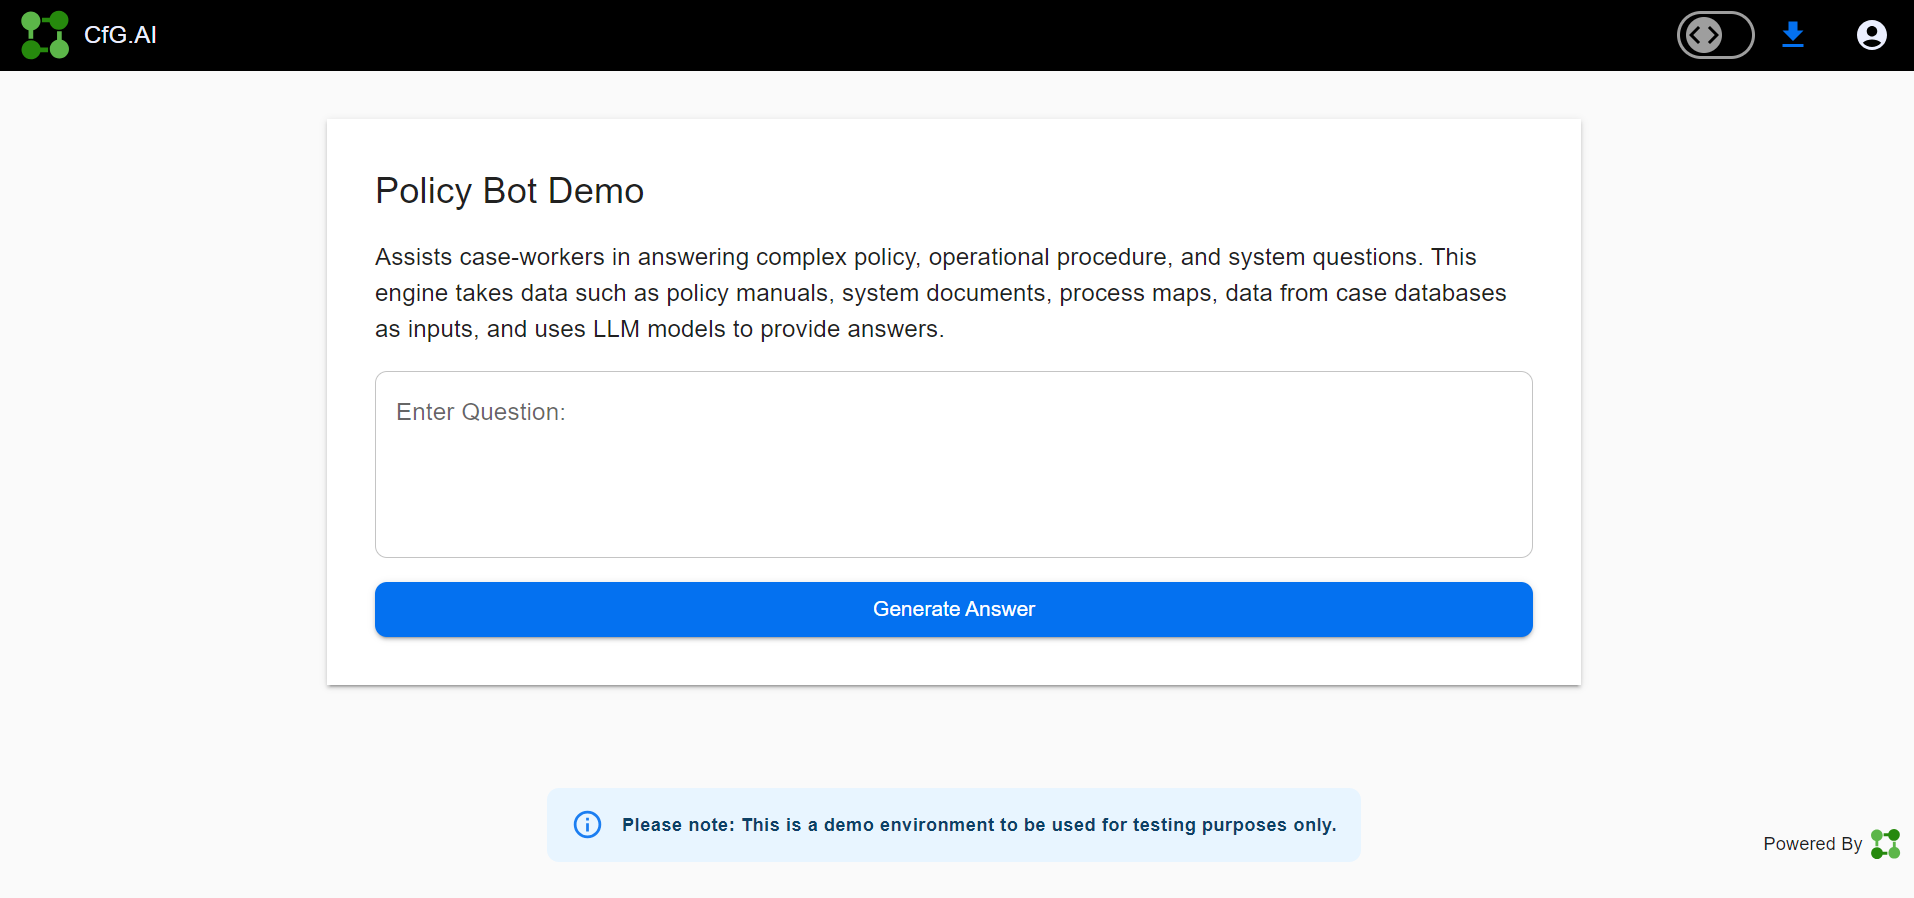 CfG.AI
Policy Bot Demo
Assists case-workers in answering complex policy, operational procedure, and system questions. This
engine takes data such as policy manuals, system documents, process maps, data from case databases
as inputs, and uses LLM models to provide answers.
Enter Question:
Generate Answer
Please note: This is a demo environment to be used for testing purposes only.
Powered By